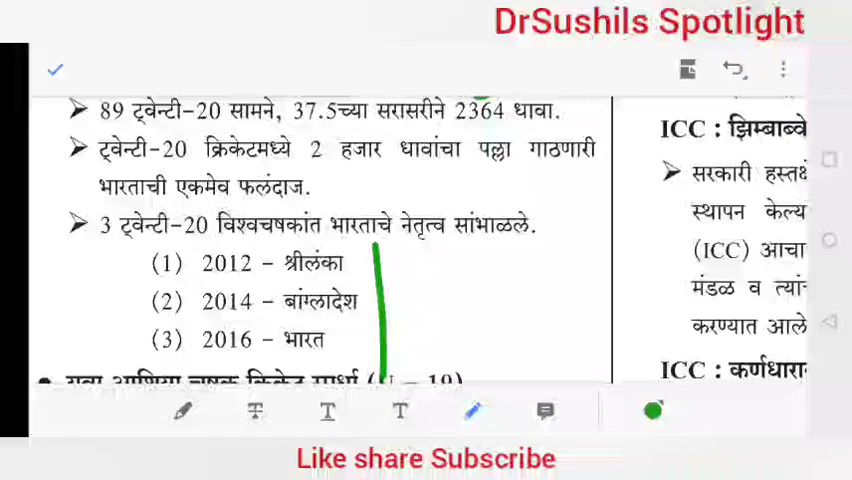 DrSushils Spotlight
➤ 89 ट्वेन्टी-20 सामने, 37.5च्या सरासरीने 2364 धावा.
➤ ट्वेन्टी-20 क्रिकेटमध्ये 2 हजार धावांचा पल्ला गाठणारी
भारताची एकमेव फलंदाज.
➤ 3 ट्वेन्टी-20 विश्वचषकांत भारताचे नेतृत्व सांभाळले.
(1) 2012 – श्रीलंका
(2) 2014 – बांग्लादेश
(3) 2016 – भारत
ICC : झिम्बाब्वे
➤ सरकारी हस्तक्षे
स्थापन केल्य
(ICC) आचा
मंडळ व त्यां
करण्यात आले
ICC : कर्णधारा
Like share Subscribe